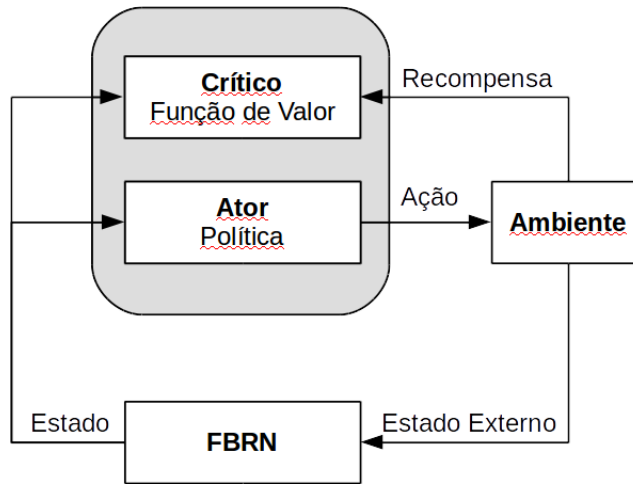 Crítico
Função de Valor
Recompensa
Ator
Política
Ação
Ambiente
Estado
FBRN
Estado Externo